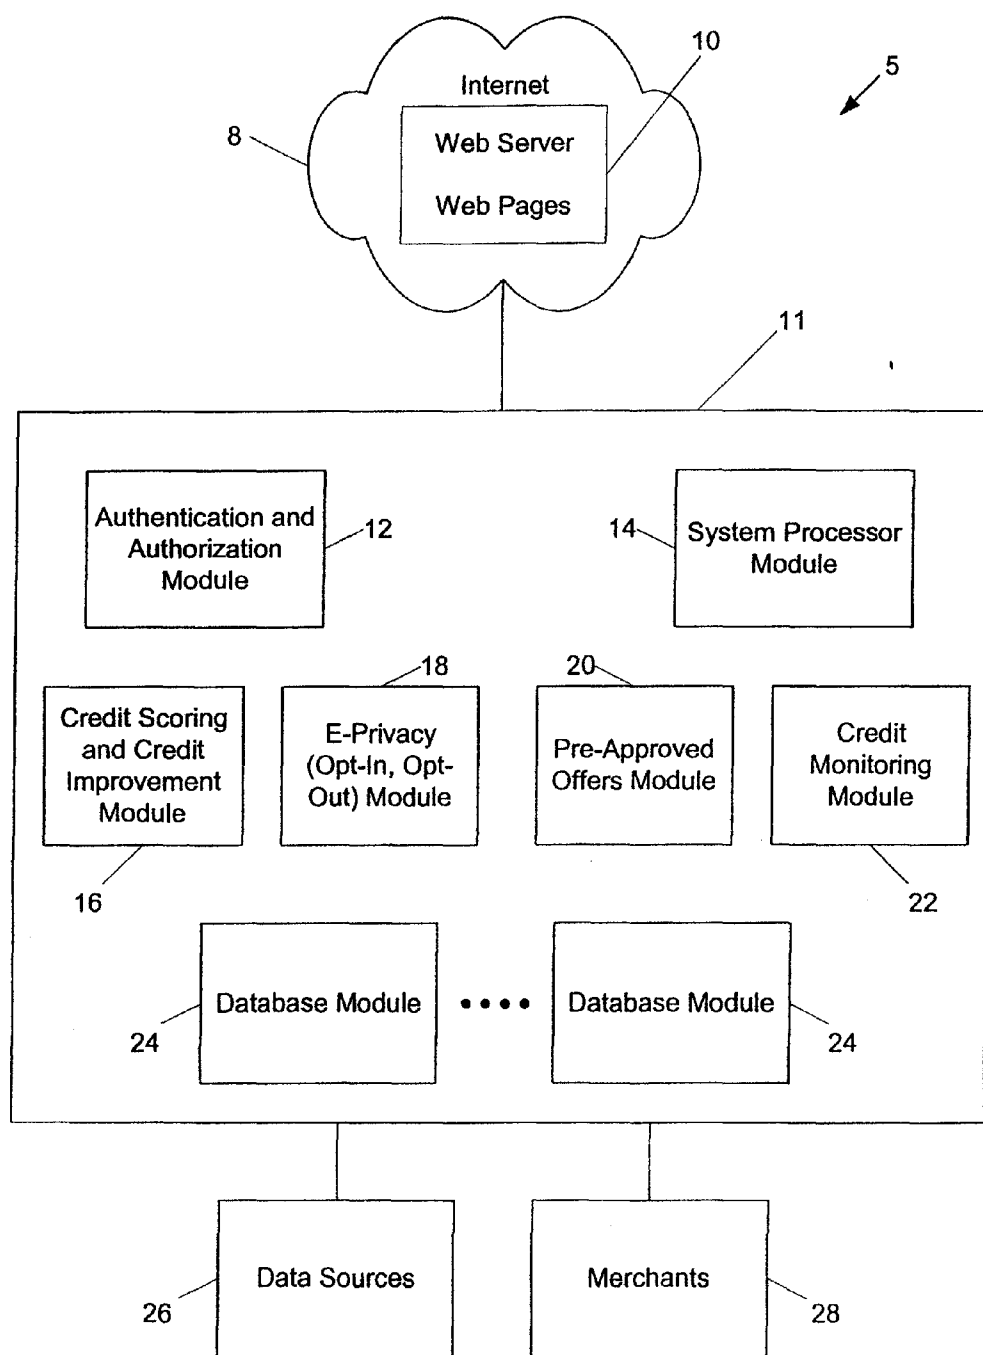 10
5
Internet
8
Web Server
Web Pages
11
Authentication and
Authorization
Module
12
14
System Processor
Module
18
20
Credit Scoring
and Credit
Improvement
Module
E-Privacy
(Opt-In, Opt-
Out) Module
Pre-Approved
Offers Module
Credit
Monitoring
Module
16
22
Database Module
Database Module
24
24
Data Sources
Merchants
26
28